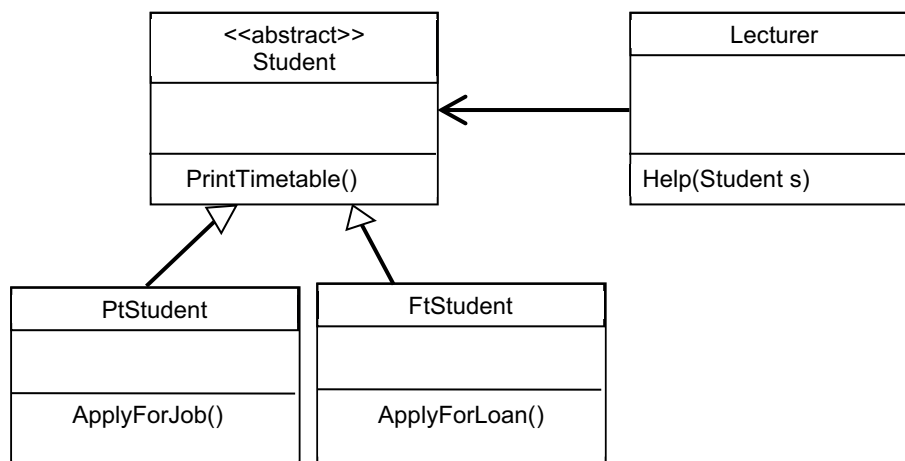 <<abstract>>
Student
Lecturer
PrintTimetable()
Help(Student s)
PtStudent
FtStudent
ApplyForJob()
ApplyForLoan()